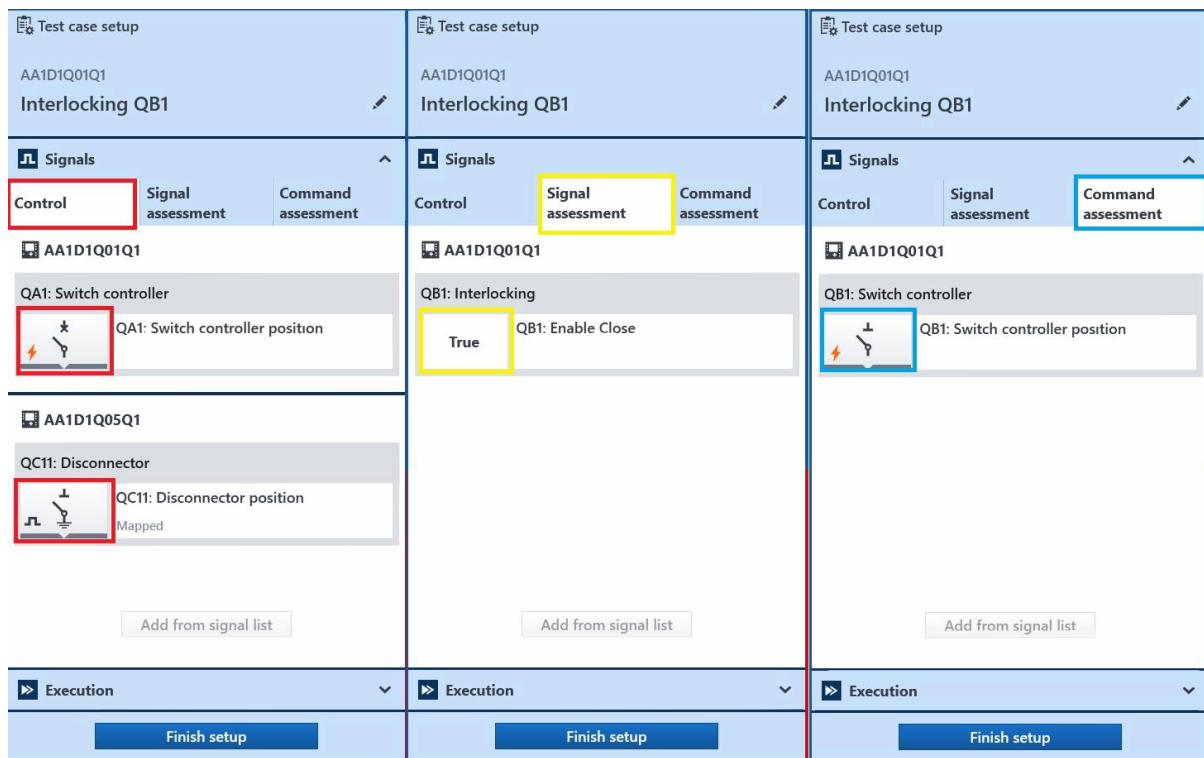 Test case setup
AA1D1Q01Q1
Interlocking QB1
Signals
Control
Signal
assessment
Command
assessment
AA1D1Q01Q1
QA1: Switch controller
QA1: Switch controller position
AA1D1Q05Q1
QC11: Disconnector
QC11: Disconnector position
Mapped
Add from signal list
Execution
Finish setup
Test case setup
AA1D1Q01Q1
Interlocking QB1
Signals
Control
Signal
assessment
Command
assessment
AA1D1Q01Q1
QB1: Interlocking
True
QB1: Enable Close
Add from signal list
Execution
Finish setup
Test case setup
AA1D1Q01Q1
Interlocking QB1
Signals
Control
Signal
assessment
Command
assessment
AA1D1Q01Q1
QB1: Switch controller
QB1: Switch controller position
Add from signal list
Execution
Finish setup